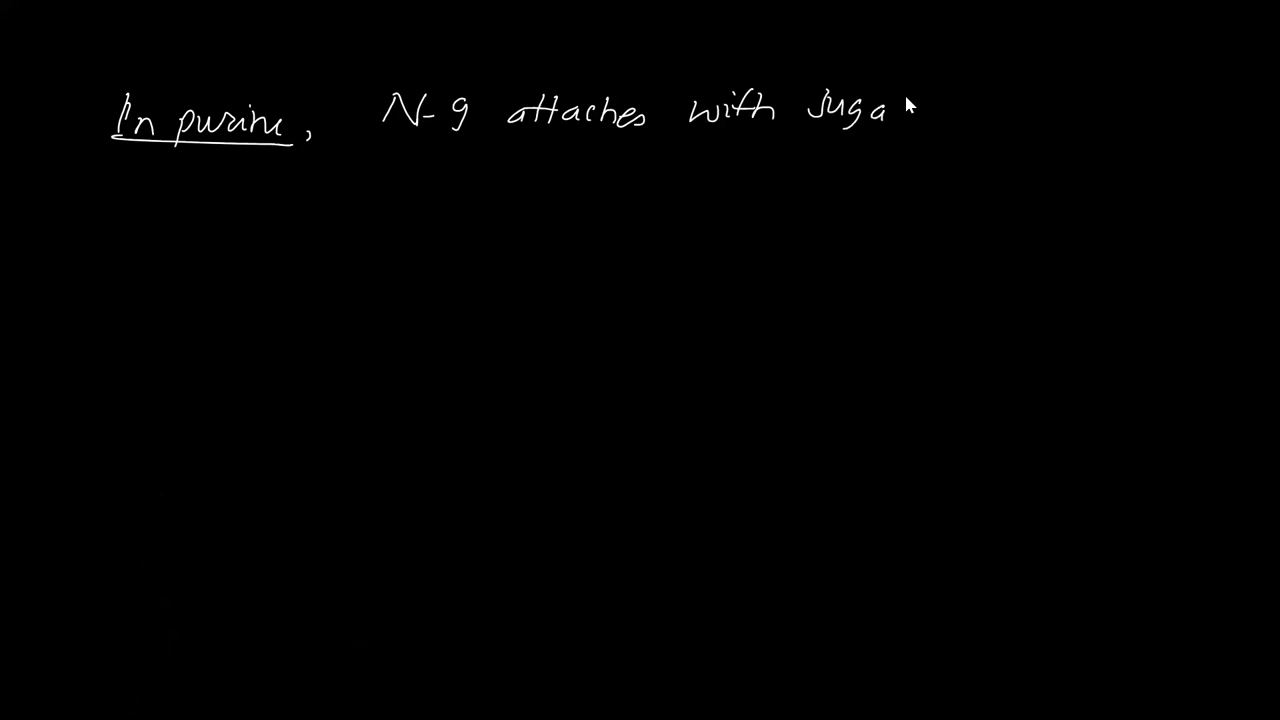 In purine, N-9 attaches with suga